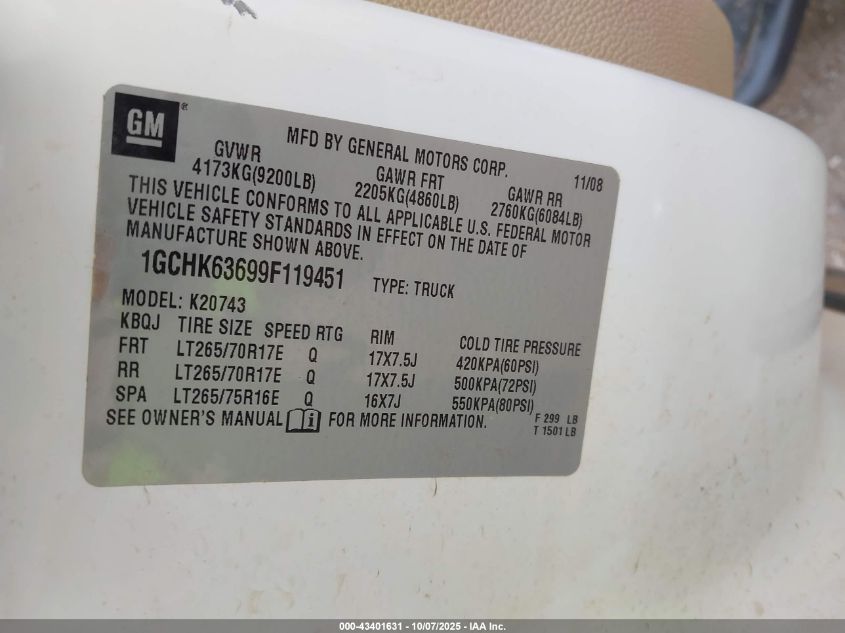 GM ®
MFD BY GENERAL MOTORS CORP. 11/08
GVWR GAWR FRT GAWR RR
4173KG(9200LB) 2205KG(4860LB) 2760KG(6084LB)
THIS VEHICLE CONFORMS TO ALL APPLICABLE U.S. FEDERAL MOTOR
VEHICLE SAFETY STANDARDS IN EFFECT ON THE DATE OF
MANUFACTURE SHOWN ABOVE.
1GCHK63699F119451 TYPE: TRUCK
MODEL: K20743
KBQJ TIRE SIZE SPEED RTG RIM COLD TIRE PRESSURE
FRT LT265/70R17E Q 17X7.5J 420KPA(60PSI)
RR LT265/70R17E Q 17X7.5J 500KPA(72PSI)
SPA LT265/75R16E Q 16X7J 550KPA(80PSI)
SEE OWNER'S MANUAL FOR MORE INFORMATION. F 299 LB
T 1501 LB
000-43401631 - 10/07/2025 - IAA Inc.